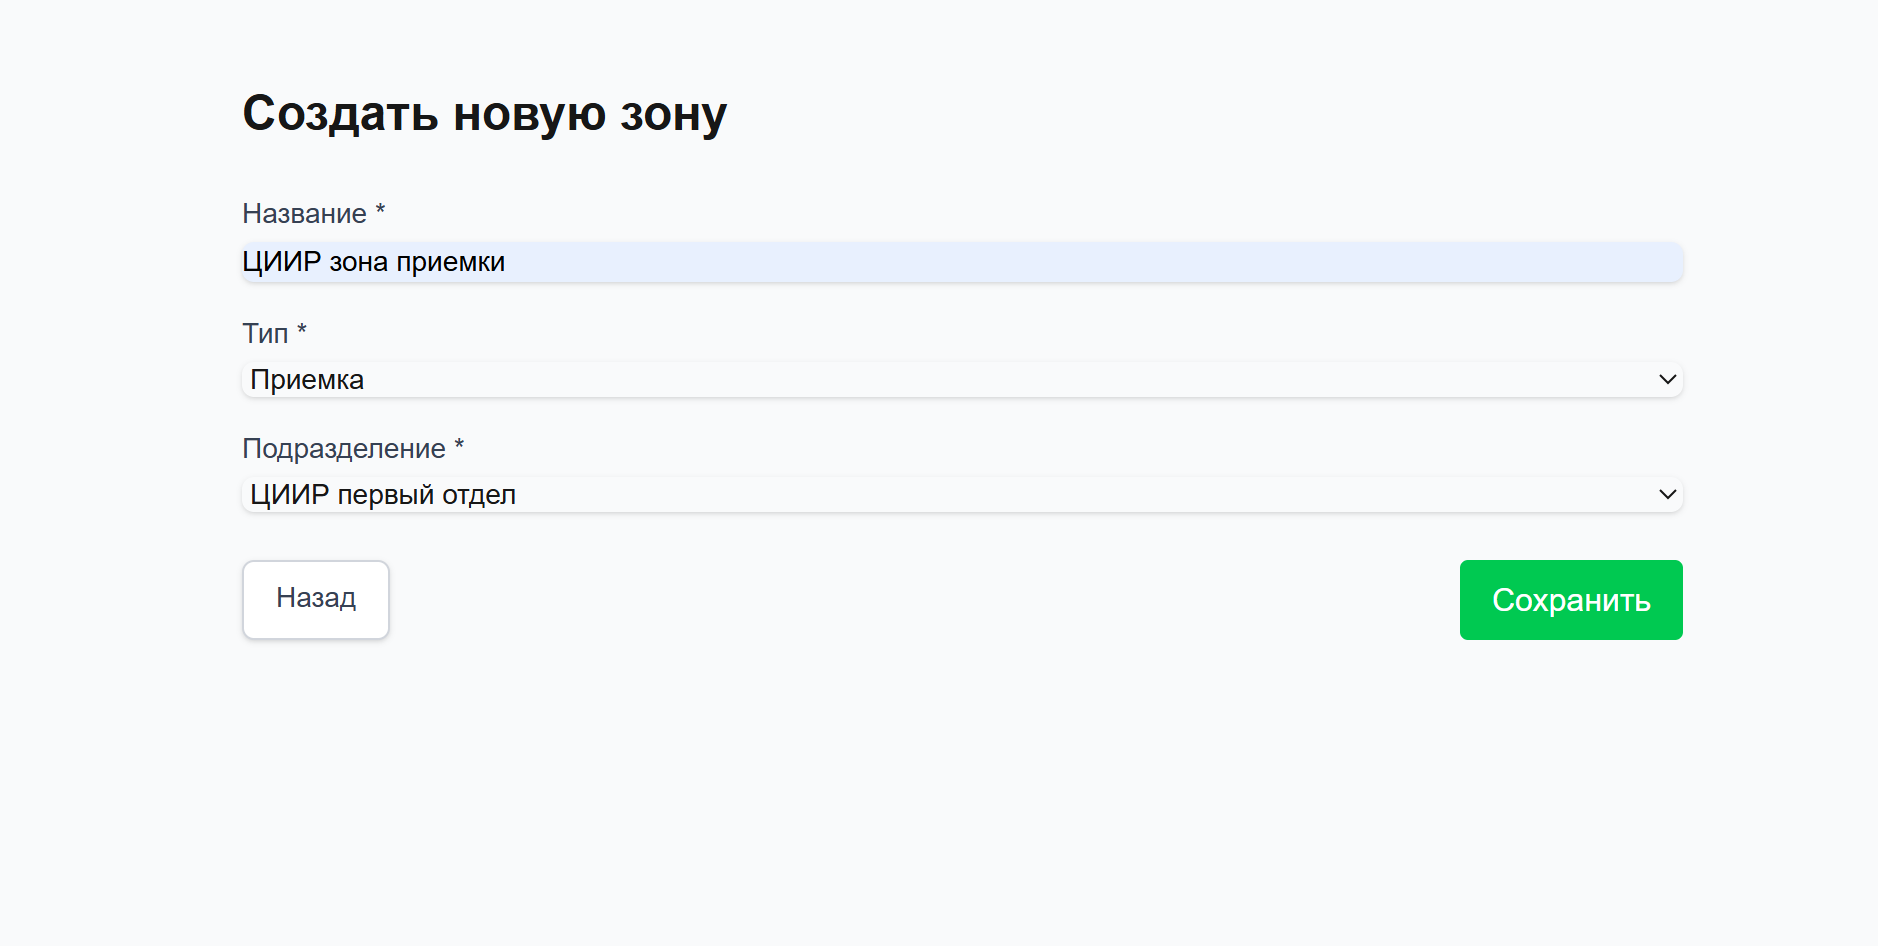 Создать новую зону
Название *
ЦИИР зона приемки
Тип *
Приемка
Подразделение *
ЦИИР первый отдел
Назад
Сохранить